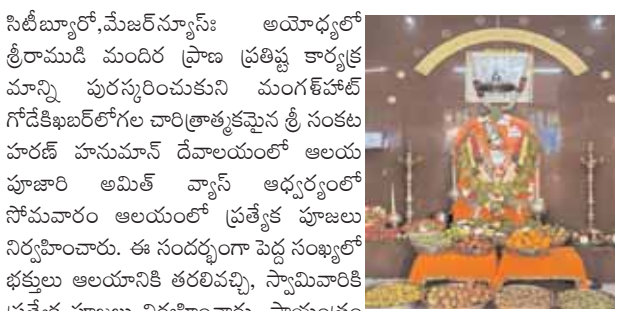 సిటీబ్యూరో,మేజర్‌న్యూస్: అయోధ్యలో
శ్రీరాముడి మందిర ప్రాణ ప్రతిష్ట కార్యక్ర
మాన్ని పురస్కరించుకుని మంగళ్‌హాట్
గోడేకిఖబర్‌లోగల చారిత్రాత్మకమైన శ్రీ సంకట
హరణ్ హనుమాన్ దేవాలయంలో ఆలయ
పూజారి అమిత్ వ్యాస్ ఆధ్వర్యంలో
సోమవారం ఆలయంలో ప్రత్యేక పూజలు
నిర్వహించారు. ఈ సందర్భంగా పెద్ద సంఖ్యలో
భక్తులు ఆలయానికి తరలివచ్చి, స్వామివారికి